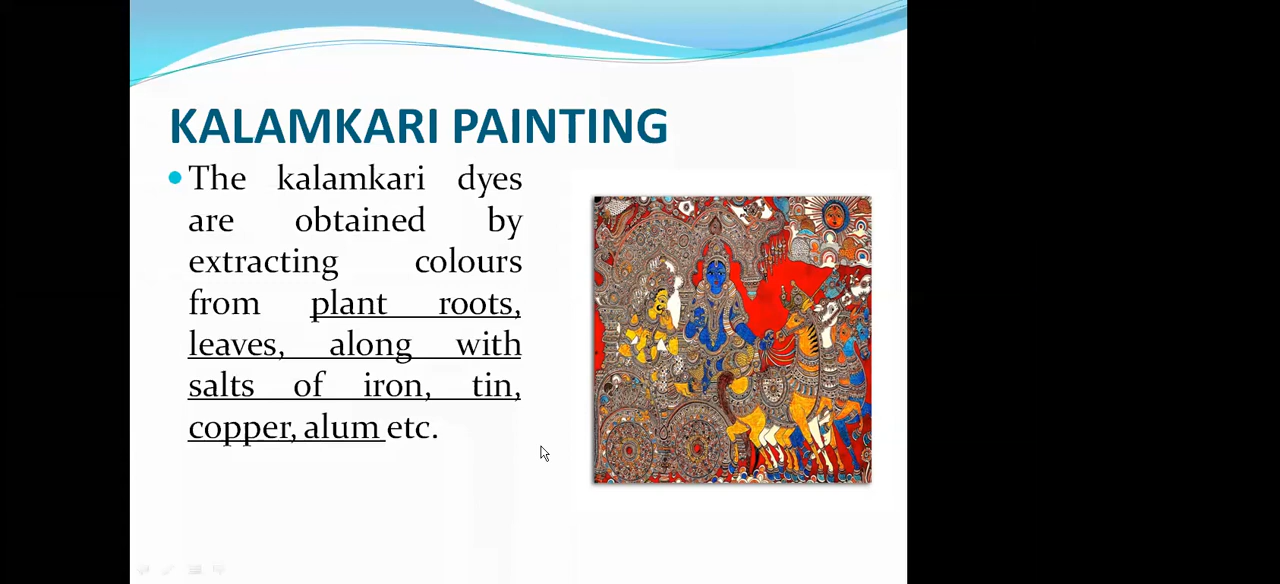 KALAMKARI PAINTING
The kalamkari dyes
are obtained by
extracting colours
from plant roots,
leaves, along with
salts of iron, tin,
copper, alum etc.